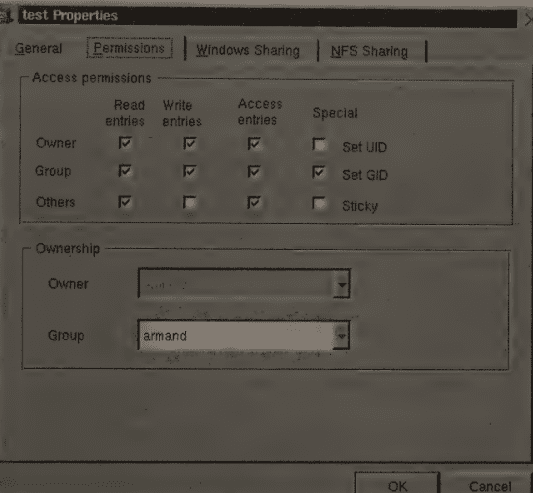 test Properties
General Permissions Windows Sharing NFS Sharing
Access permissions
Read entries Write entries Access entries Special
Owner Set UID
Group Set GID
Others Sticky
Ownership
Owner
Group armand
OK Cancel